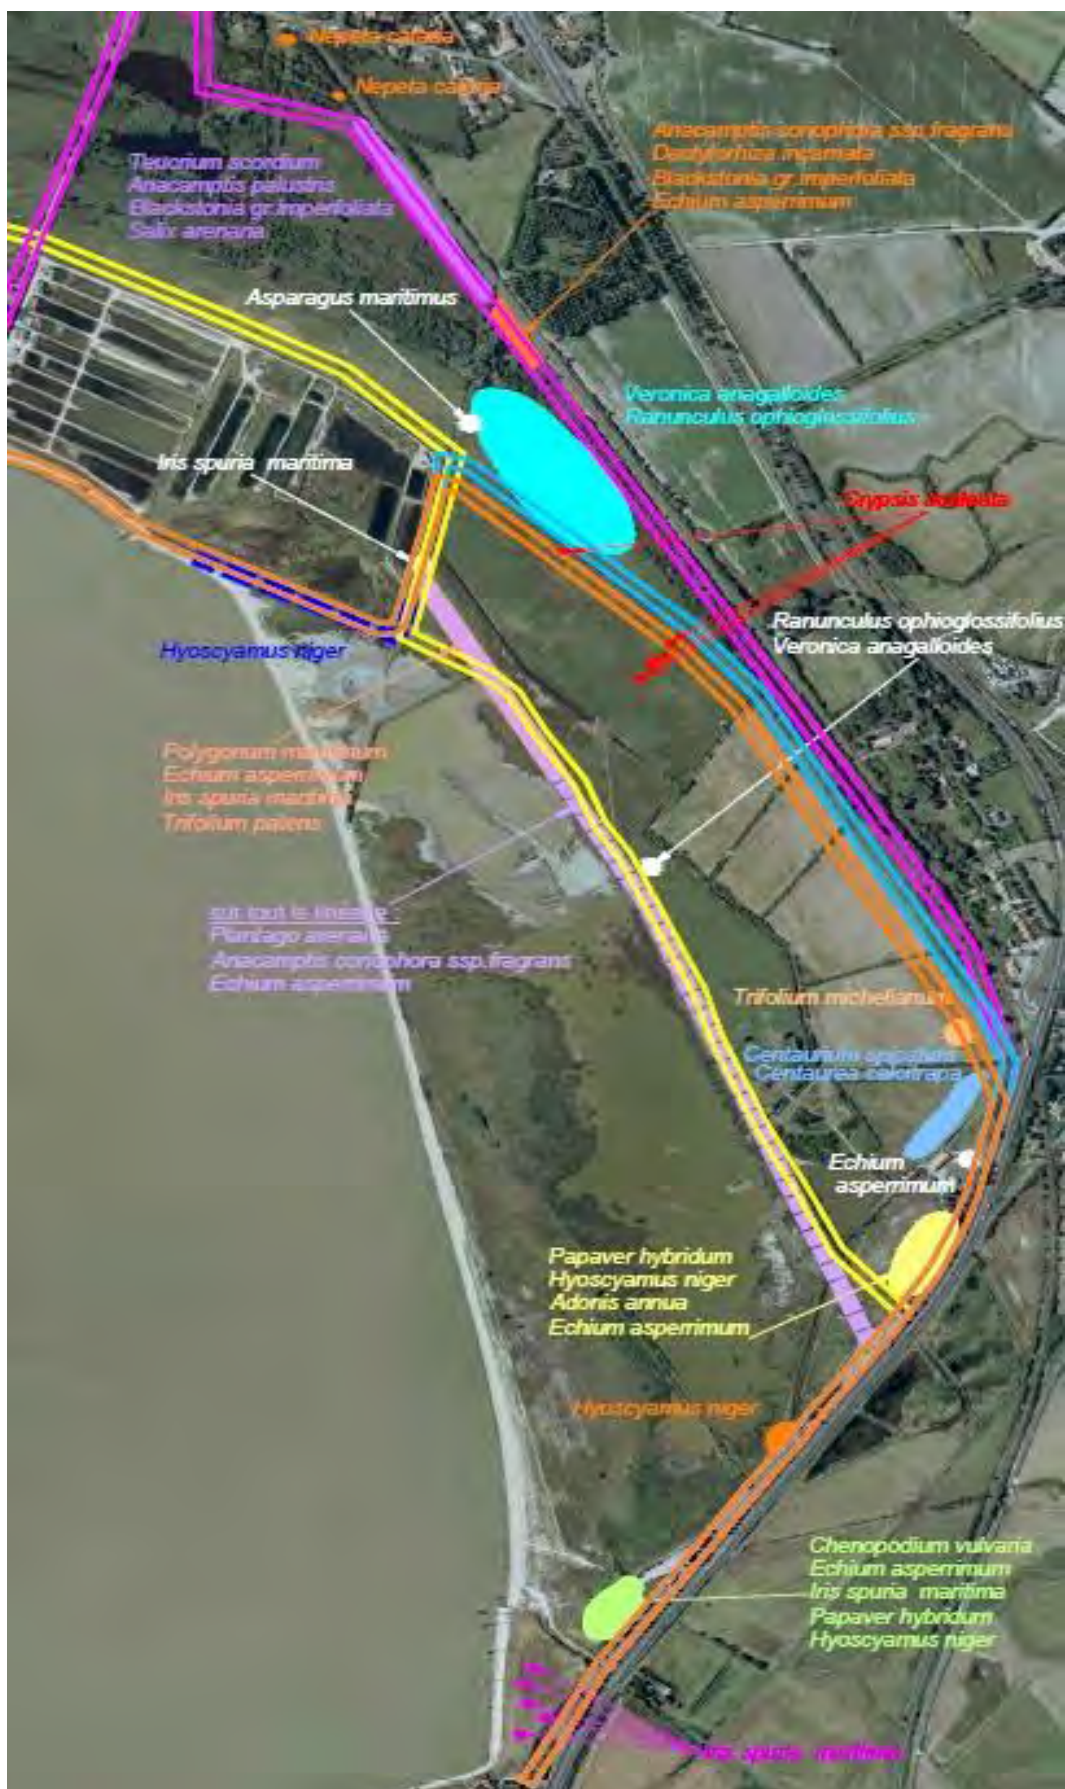 Nepeta cataria
Nepeta cataria
Anacamptis coriophora ssp.fragrans
Dactylorhiza incarnata
Blackstonia gr.imperfoliata
Echium asperrimum
Teucrium scordium
Anacamptis palustris
Blackstonia gr.imperfoliata
Salix arenaria
Asparagus maritimus
Veronica anagalloides
Ranunculus ophioglossifolius
Iris spuria maritima
Crypsis aculeata
Ranunculus ophioglossifolius
Veronica anagalloides
Hyoscyamus niger
Polygonum maritimum
Echium asperrimum
Iris spuria maritima
Trifolium patens
sur tout le linéaire :
Plantago arenaria
Anacamptis coriophora ssp.fragrans
Echium asperrimum
Trifolium michelianum
Centaurium spicatum
Centaurea calcitrapa
Echium
asperrimum
Papaver hybridum
Hyoscyamus niger
Adonis annua
Echium asperrimum
Hyoscyamus niger
Chenopodium vulvaria
Echium asperrimum
Iris spuria maritima
Papaver hybridum
Hyoscyamus niger
Iris spuria maritima